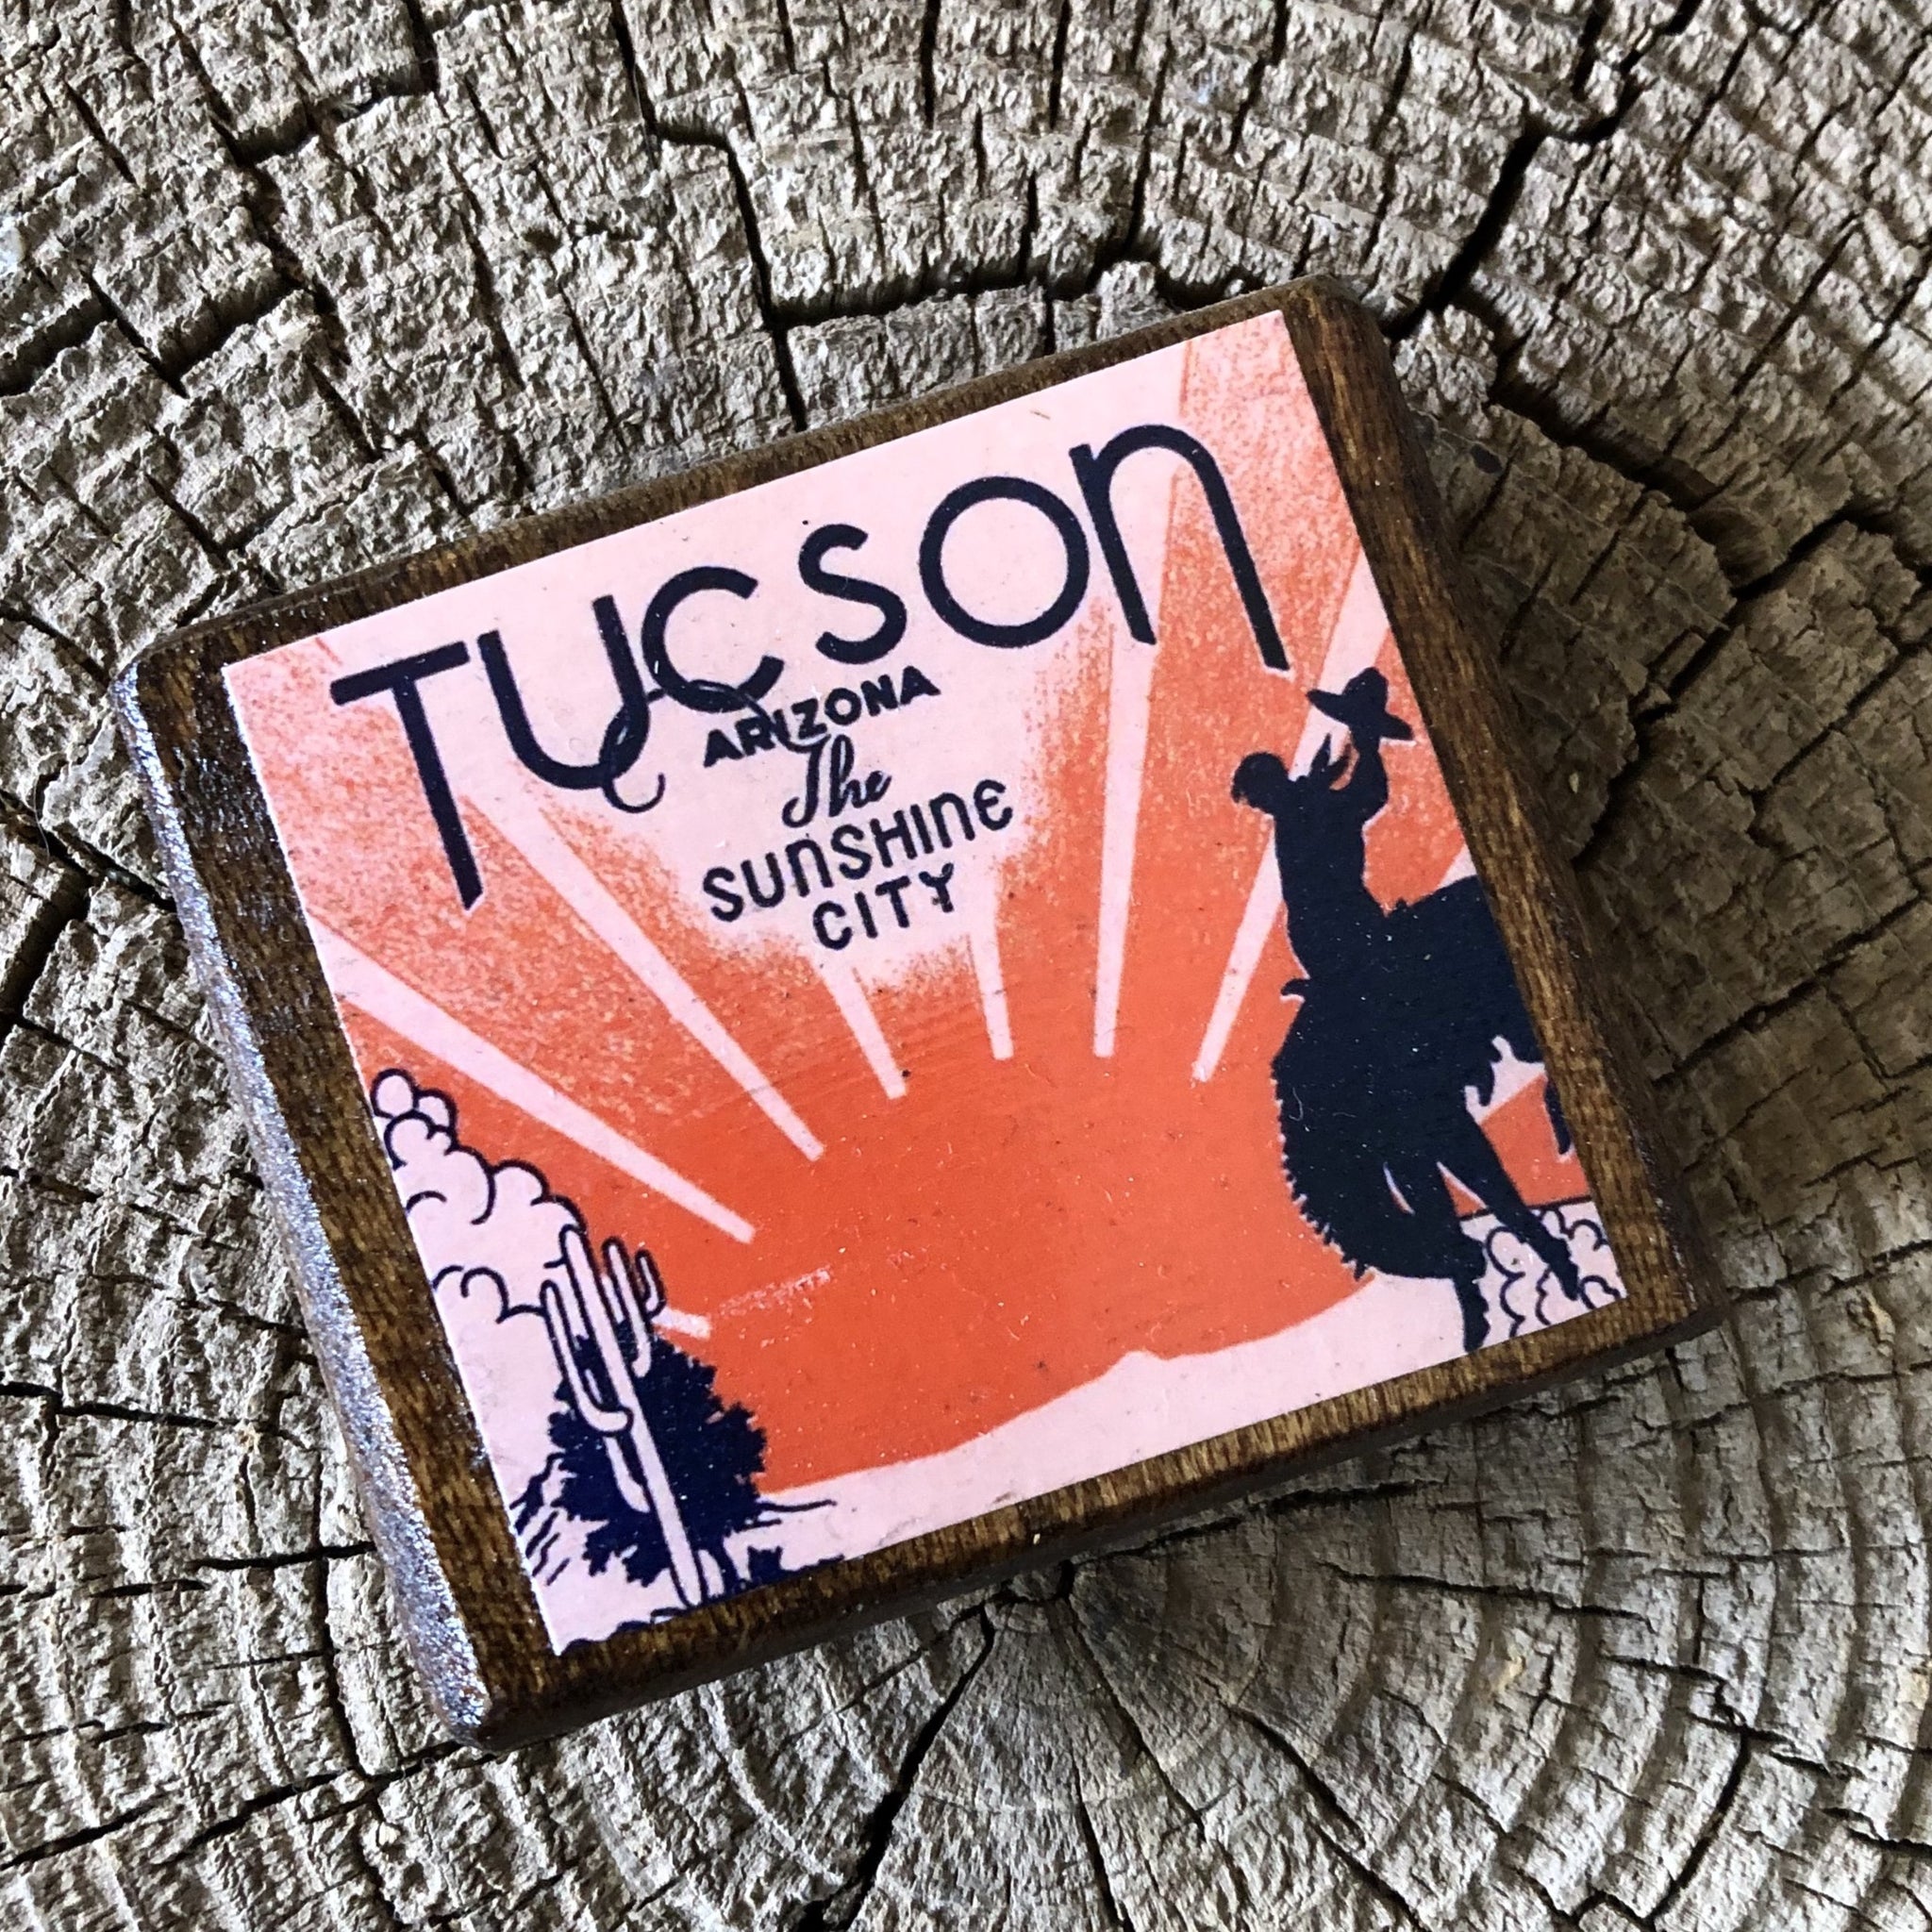 TUCSON
ARIZONA
The
SUNSHINE
CITY